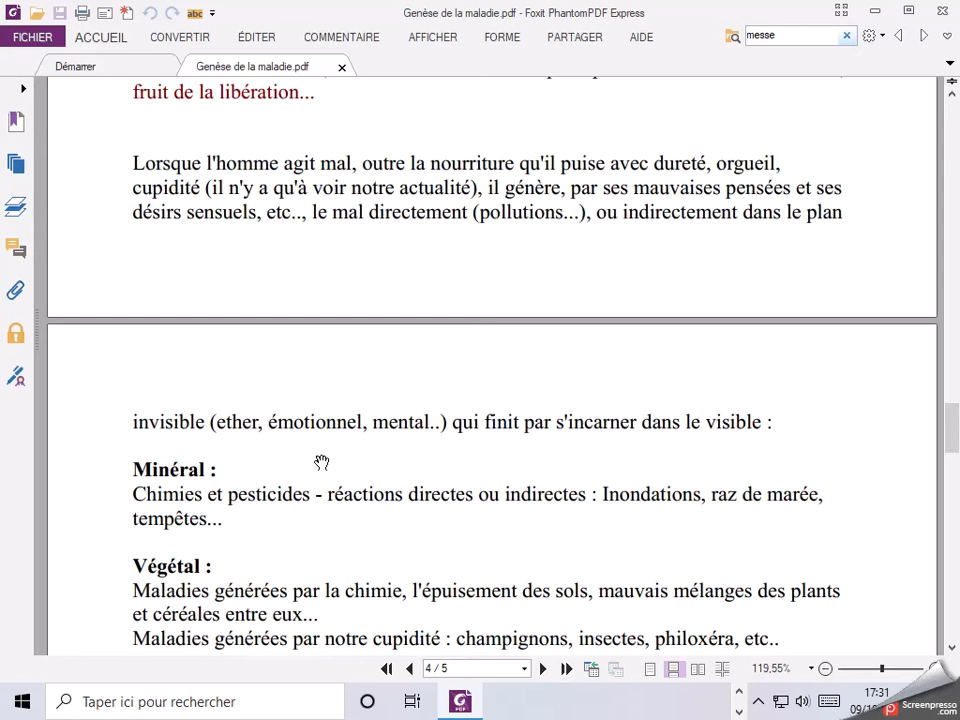 Genèse de la maladie.pdf - Foxit PhantomPDF Express
FICHIER ACCUEIL CONVERTIR ÉDITER COMMENTAIRE AFFICHER FORME PARTAGER AIDE messe
Démarrer Genèse de la maladie.pdf
fruit de la libération...
Lorsque l'homme agit mal, outre la nourriture qu'il puise avec dureté, orgueil,
cupidité (il n'y a qu'à voir notre actualité), il génère, par ses mauvaises pensées et ses
désirs sensuels, etc.., le mal directement (pollutions...), ou indirectement dans le plan
invisible (ether, émotionnel, mental..) qui finit par s'incarner dans le visible :
Minéral :
Chimies et pesticides - réactions directes ou indirectes : Inondations, raz de marée,
tempêtes...
Végétal :
Maladies générées par la chimie, l'épuisement des sols, mauvais mélanges des plants
et céréales entre eux...
Maladies générées par notre cupidité : champignons, insectes, philoxéra, etc..
4 / 5 119,55%
Taper ici pour rechercher
17:31
Screenpresso
.com